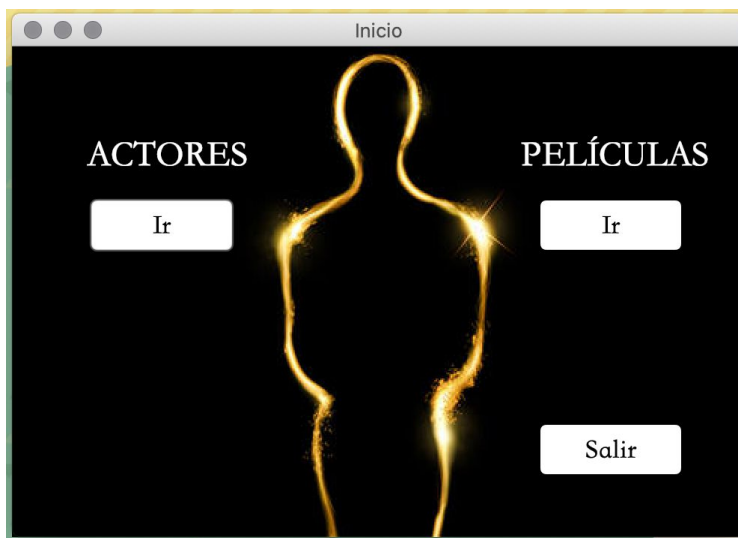 Inicio
ACTORES
PELÍCULAS
Ir
Ir
Salir